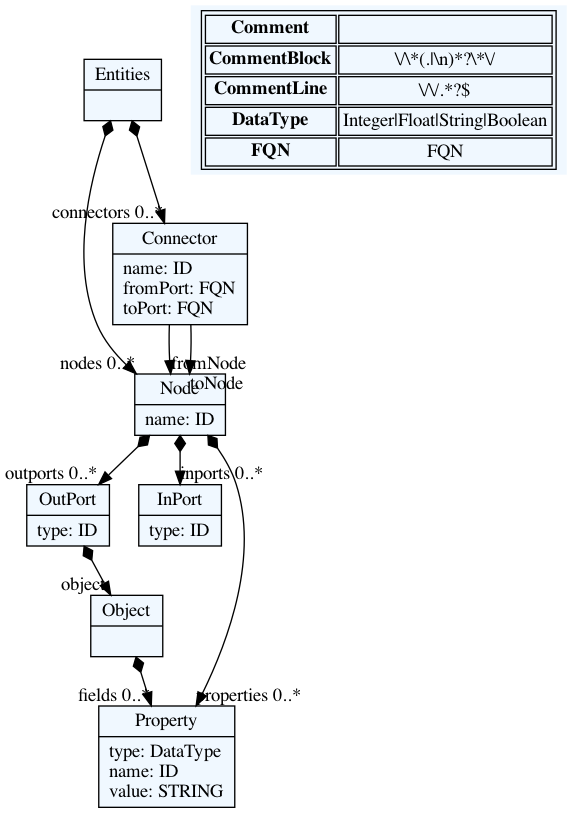 Comment
CommentBlock \/\*(.|\n)*?\*\/
CommentLine \/\/.*?$
DataType Integer|Float|String|Boolean
FQN FQN
Entities
connectors 0..*
Connector
name: ID
fromPort: FQN
toPort: FQN
nodes 0..*
fromNode
toNode
Node
name: ID
outports 0..*
inports 0..*
OutPort
type: ID
InPort
type: ID
object
Object
fields 0..*
properties 0..*
Property
type: DataType
name: ID
value: STRING